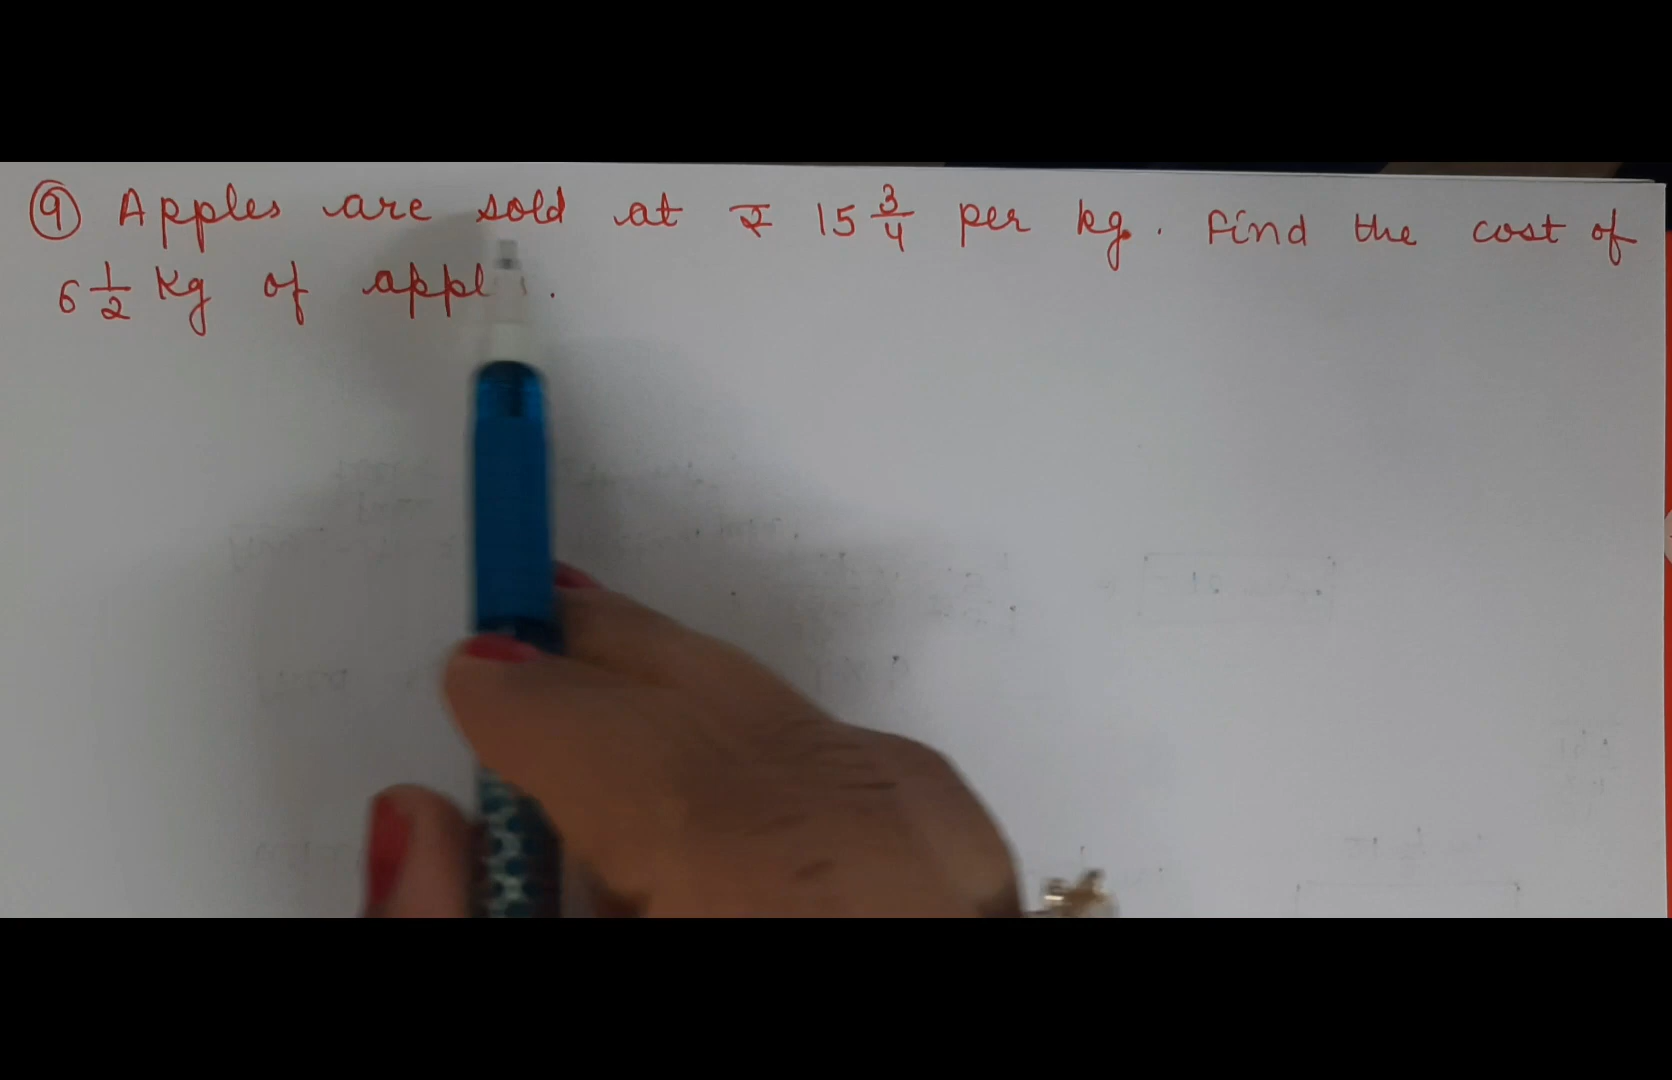 9 Apples are sold at ₹ 15 3/4 per kg. Find the cost of
6 1/2 kg of appl .